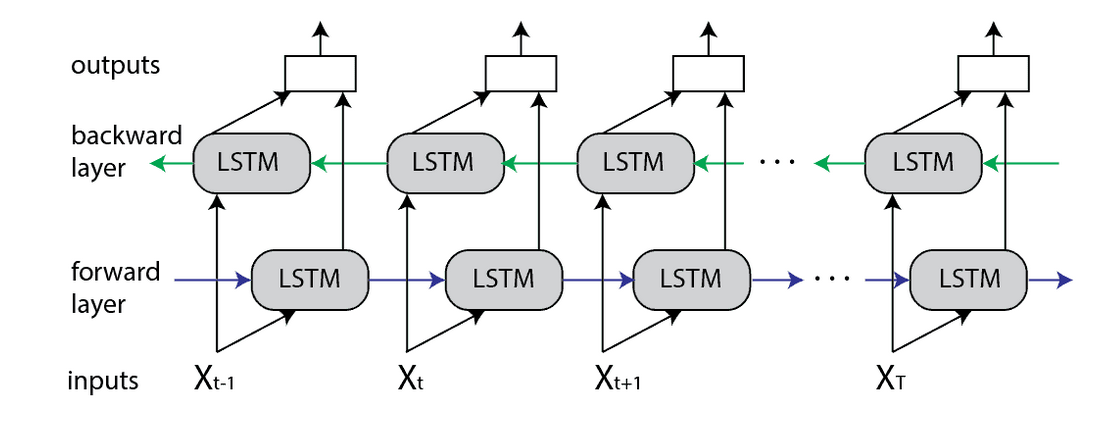 outputs
backward
layer
LSTM LSTM LSTM ... LSTM
forward
layer
LSTM LSTM LSTM ... LSTM
inputs Xt-1 Xt Xt+1 XT